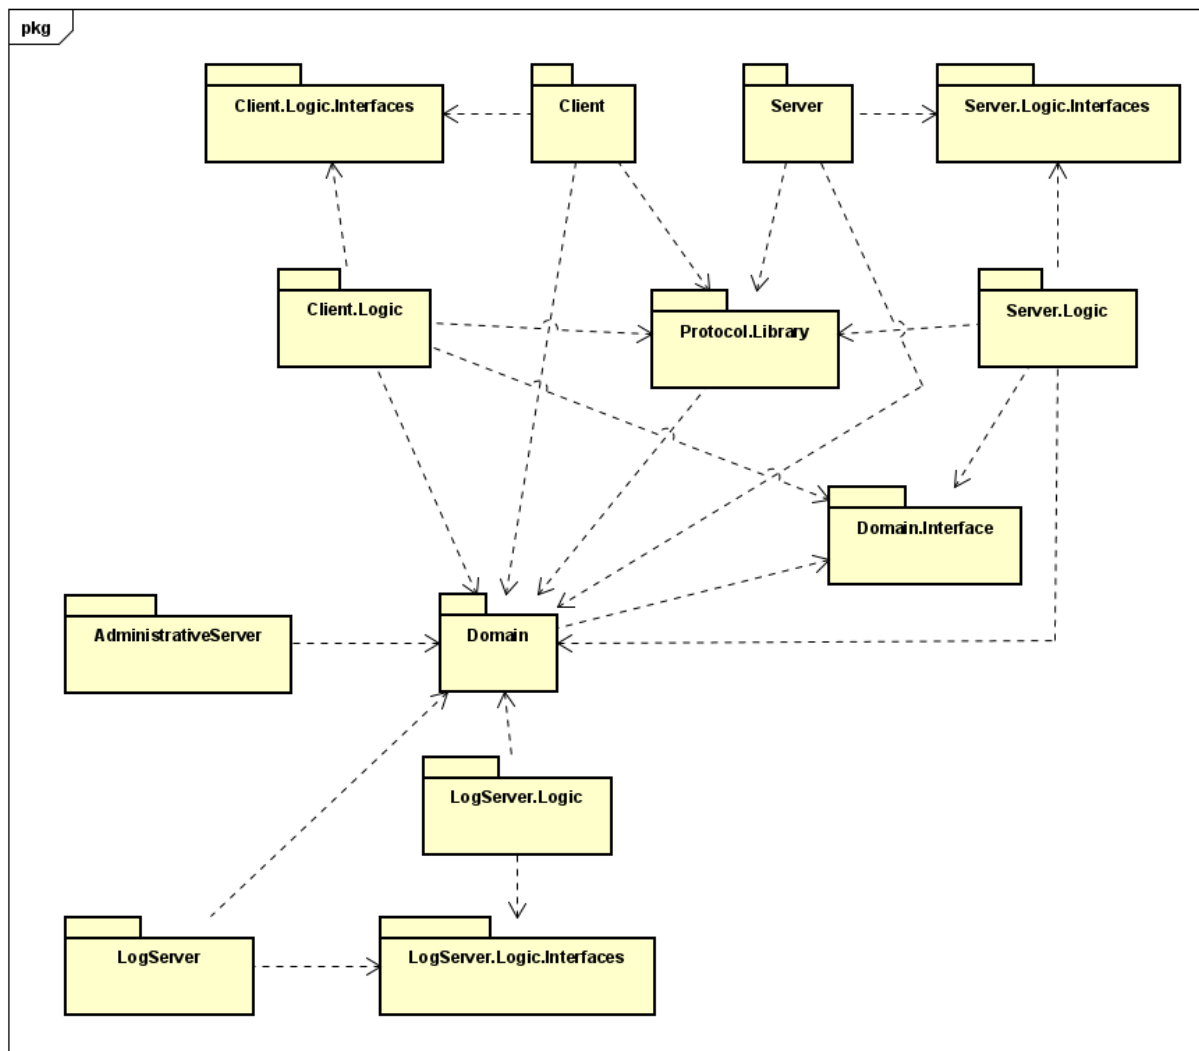 pkg
Client.Logic.Interfaces
Client
Server
Server.Logic.Interfaces
Client.Logic
Protocol.Library
Server.Logic
Domain.Interface
AdministrativeServer
Domain
LogServer.Logic
LogServer
LogServer.Logic.Interfaces